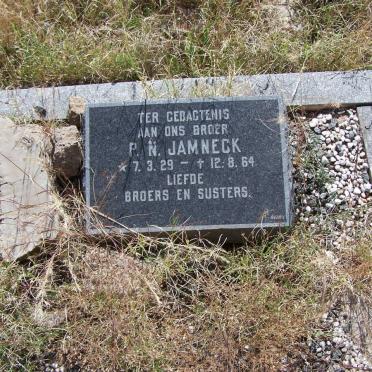 TER GEDAGTENIS
AAN ONS BROER
P. N. JAMNECK
* 7. 3. 29 – † 12. 8. 64
LIEFDE
BROERS EN SUSTERS.